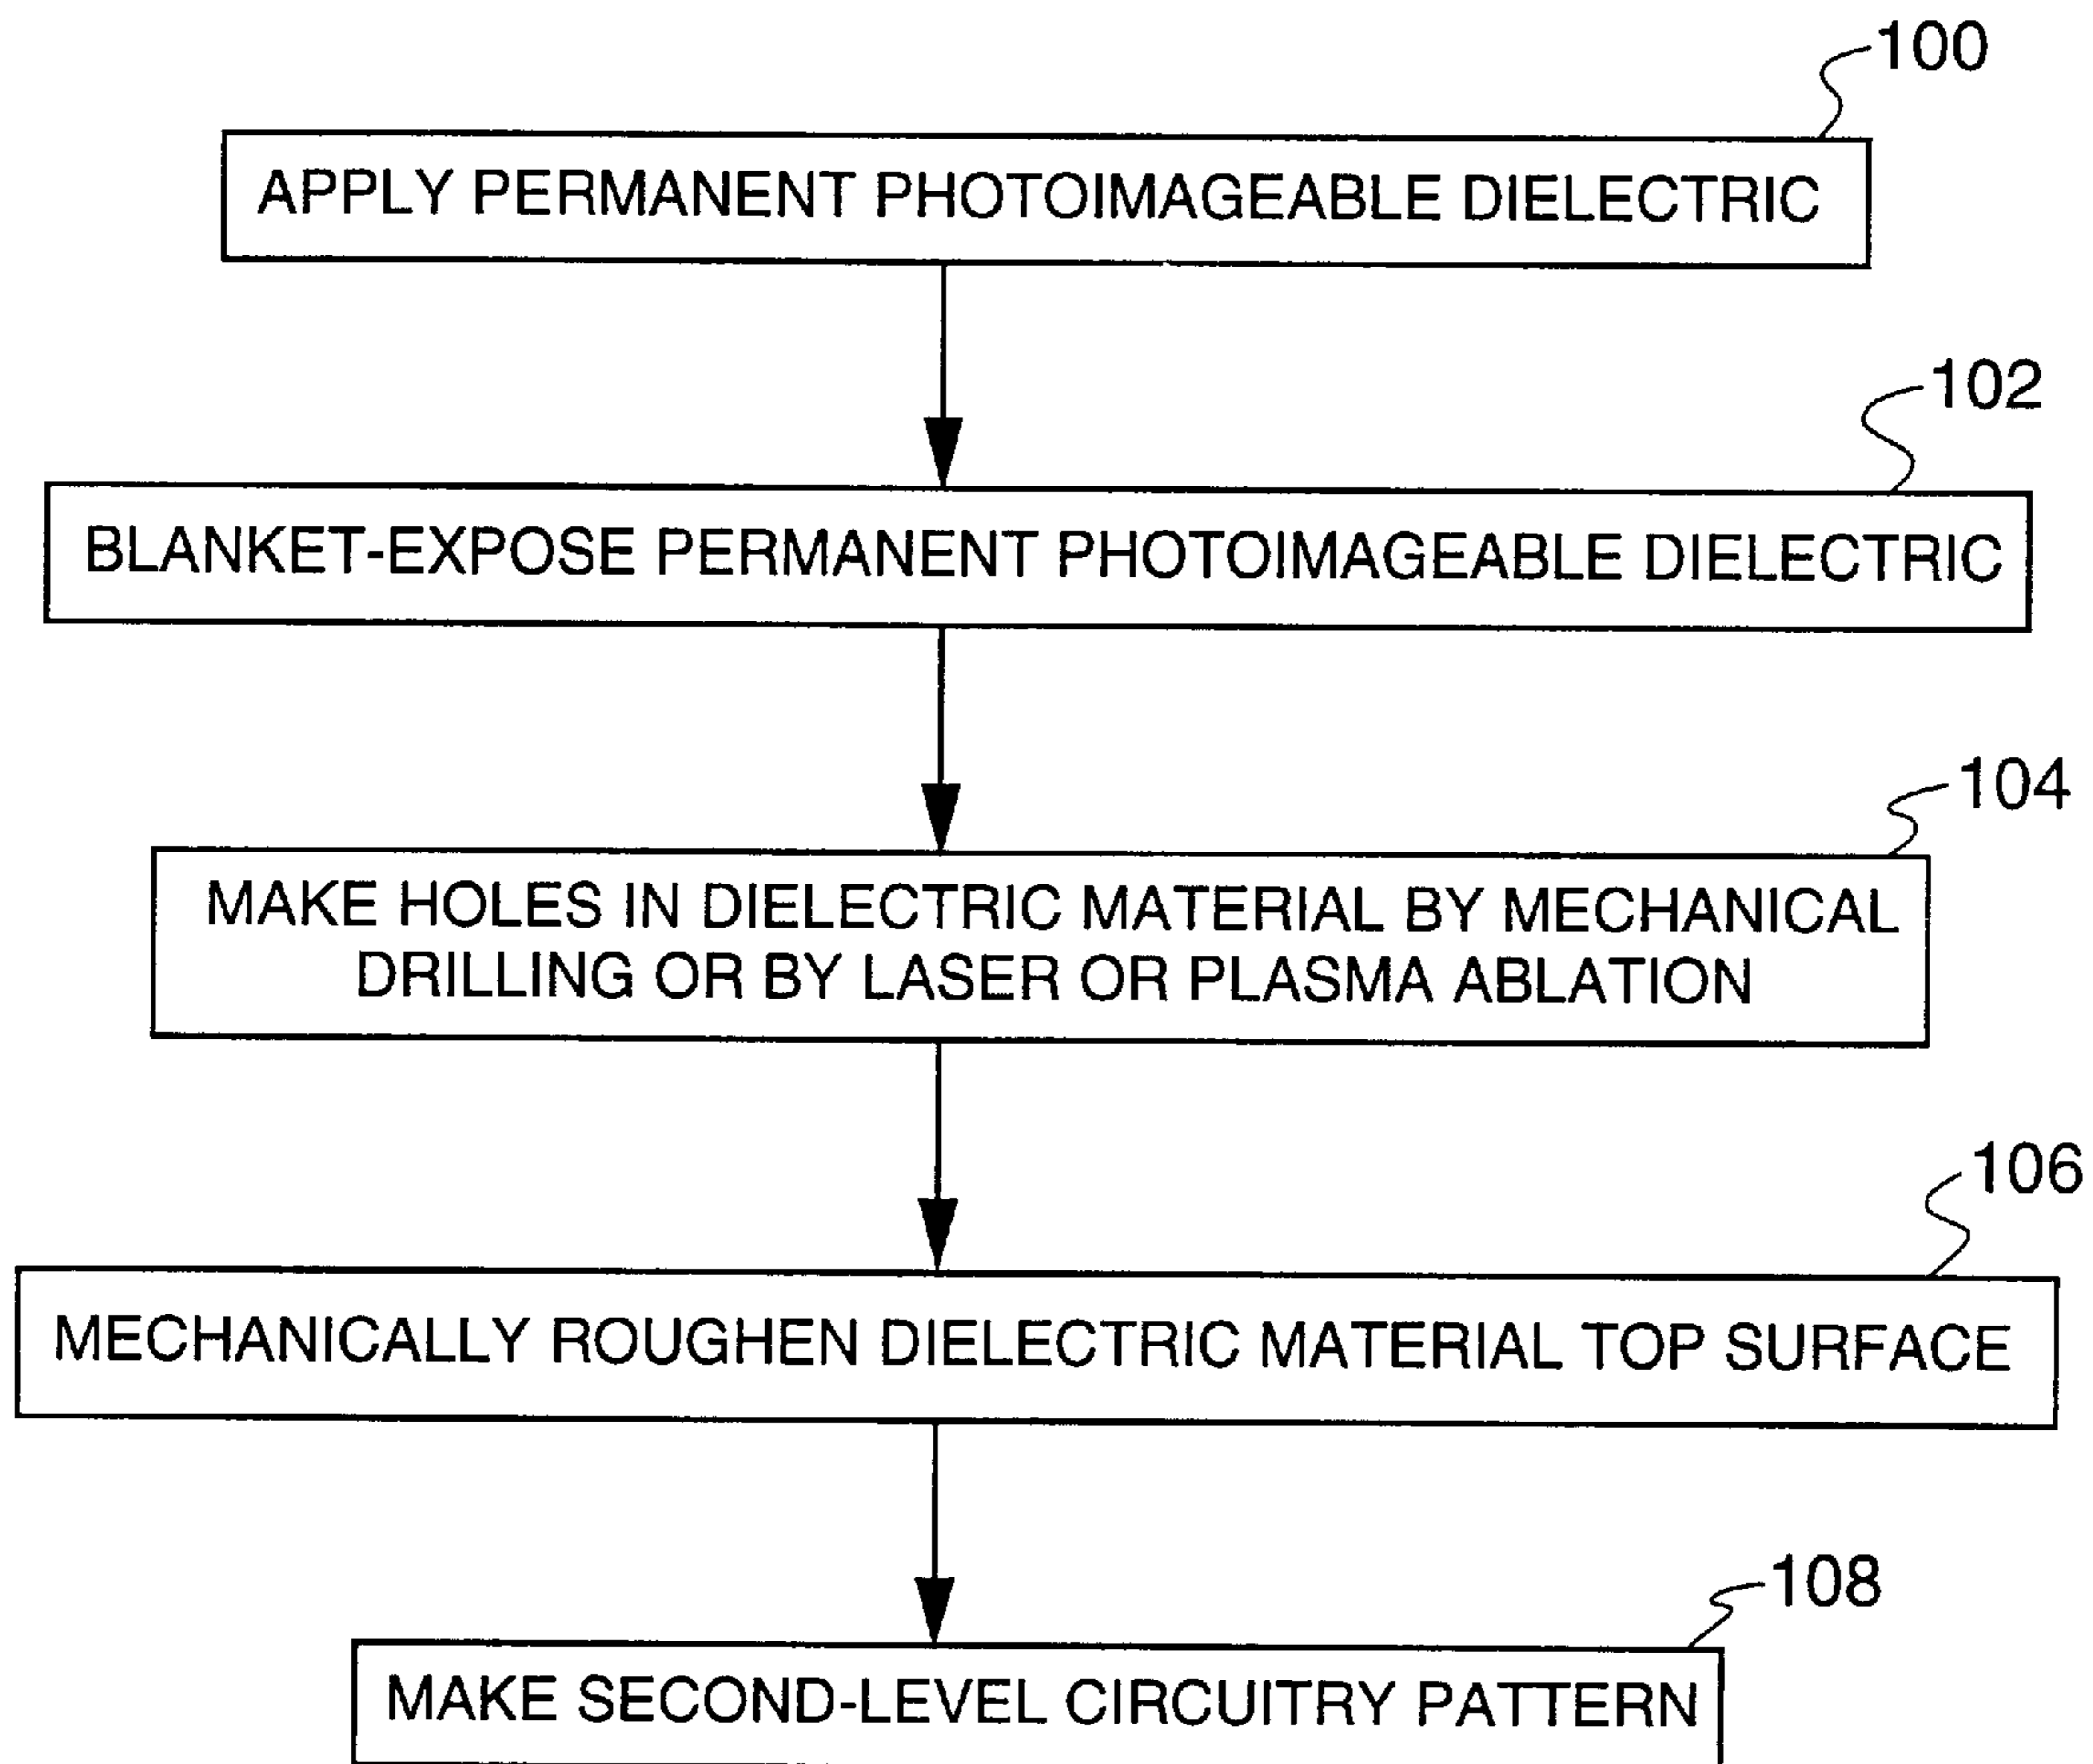 100
APPLY PERMANENT PHOTOIMAGEABLE DIELECTRIC
102
BLANKET-EXPOSE PERMANENT PHOTOIMAGEABLE DIELECTRIC
104
MAKE HOLES IN DIELECTRIC MATERIAL BY MECHANICAL
DRILLING OR BY LASER OR PLASMA ABLATION
106
MECHANICALLY ROUGHEN DIELECTRIC MATERIAL TOP SURFACE
108
MAKE SECOND-LEVEL CIRCUITRY PATTERN